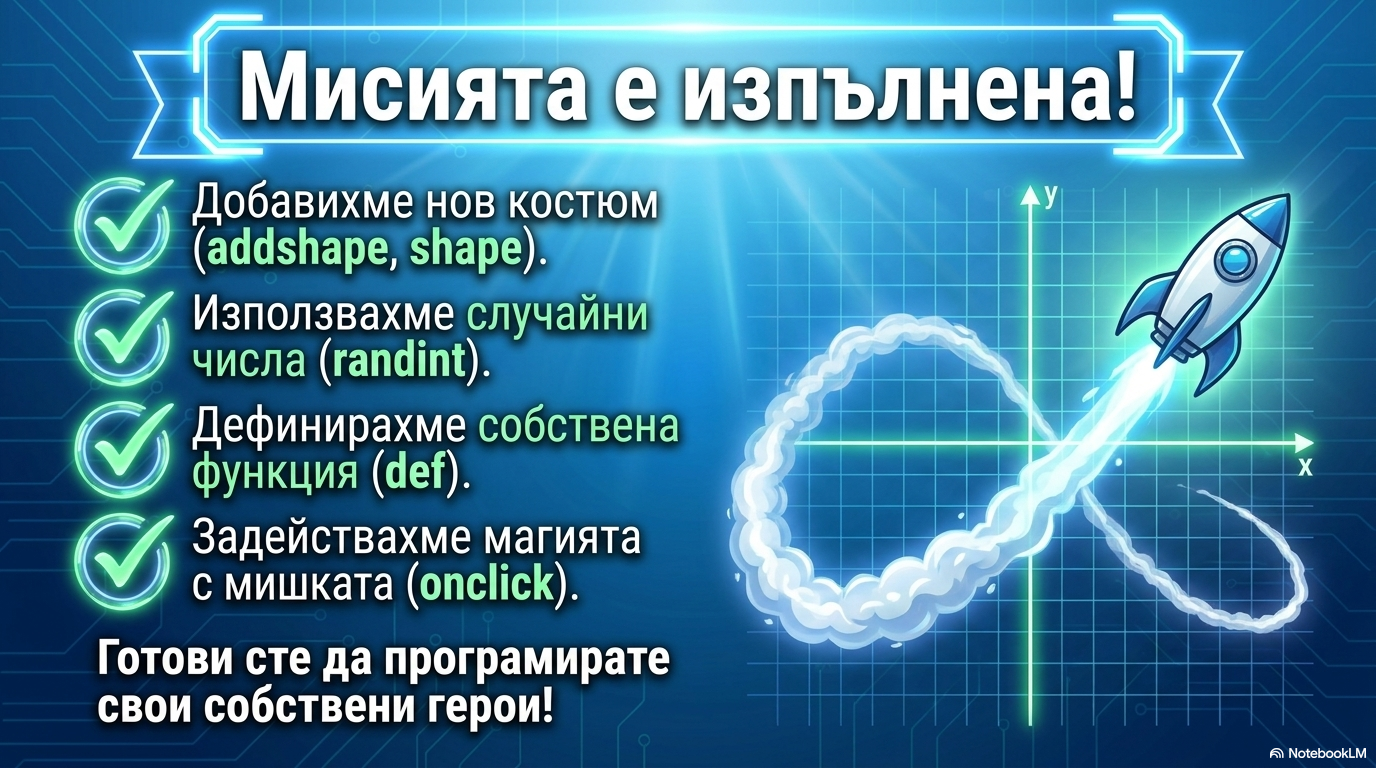 Мисията е изпълнена!
Добавихме нов костюм
(addshape, shape).
Използвахме случайни
числа (randint).
Дефинирахме собствена
функция (def).
Задействахме магията
с мишката (onclick).
Готови сте да програмирате
свои собствени герои!
y
x
NotebookLM